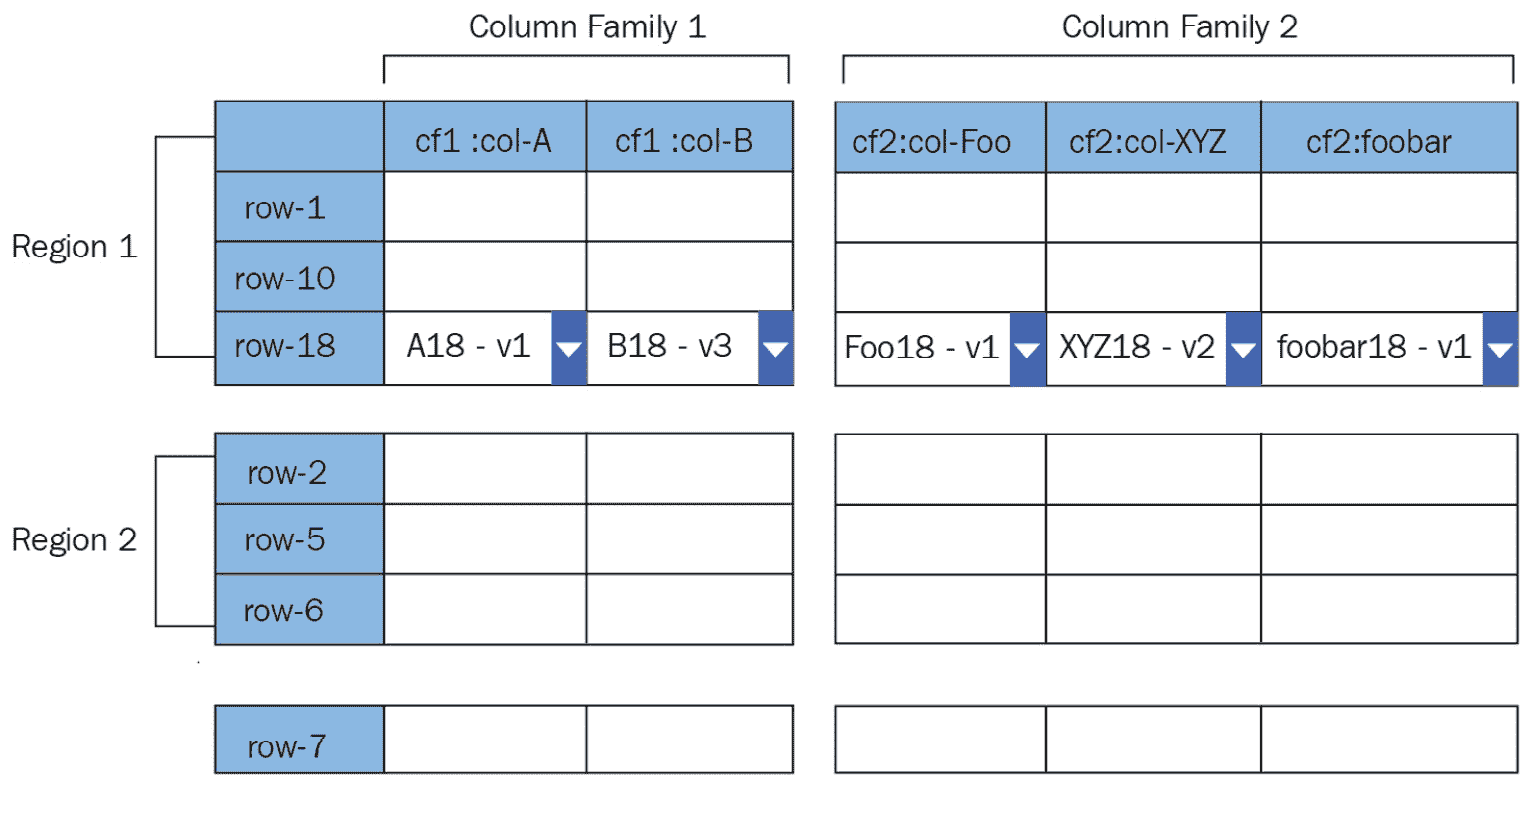 Column Family 1 Column Family 2
cf1 :col-A cf1 :col-B cf2:col-Foo cf2:col-XYZ cf2:foobar
row-1
Region 1
row-10
row-18 A18 - v1 B18 - v3 Foo18 - v1 XYZ18 - v2 foobar18 - v1
row-2
Region 2 row-5
row-6
row-7